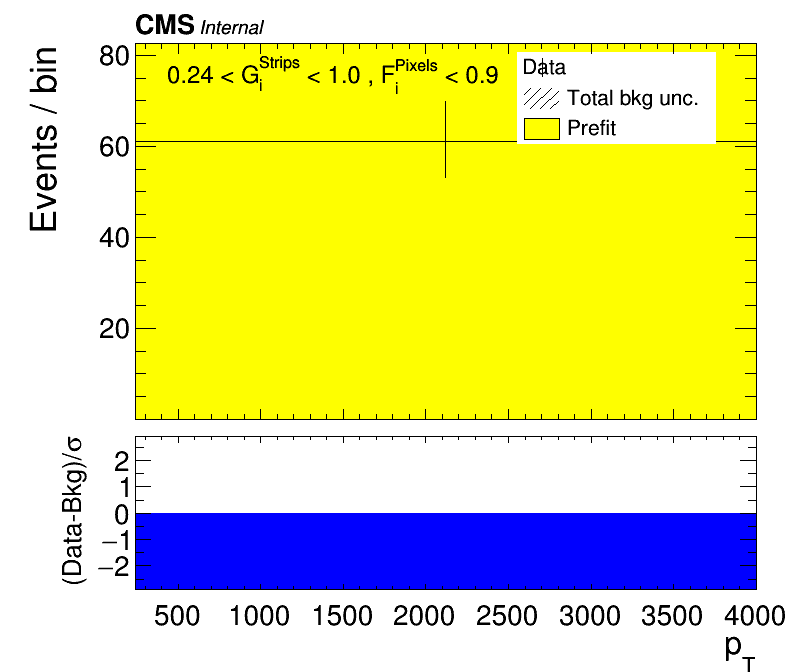 CMS Internal
0.24 < G_i^Strips < 1.0 , F_i^Pixels < 0.9
Data
Total bkg unc.
Prefit
Events / bin
80
60
40
20
(Data-Bkg)/σ
2
1
0
−1
−2
500 1000 1500 2000 2500 3000 3500 4000
p_T